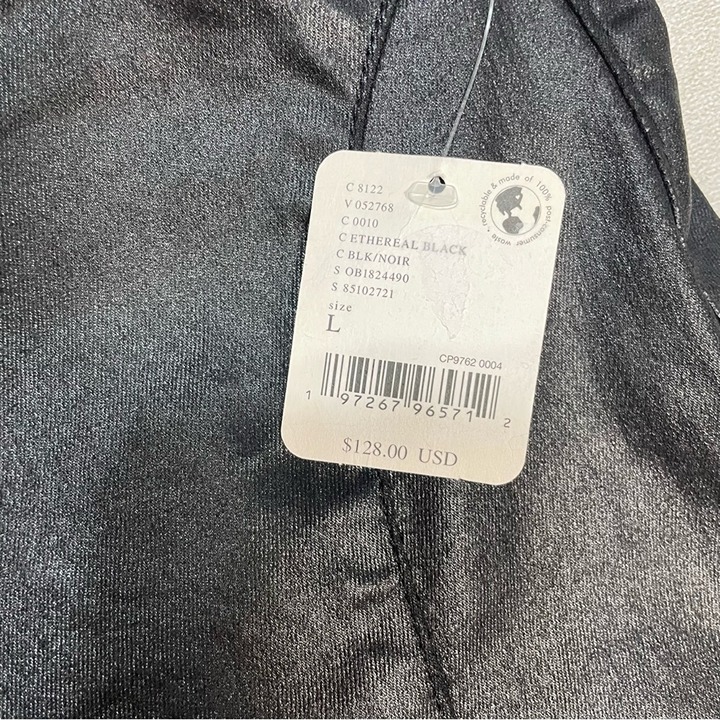 C 8122
V 052768
C 0010
C ETHEREAL BLACK
C BLK/NOIR
S OB1824490
S 85102721
size
L
recyclable & made of 100% post-consumer waste •
CP9762 0004
1 97267 96571 2
$128.00 USD